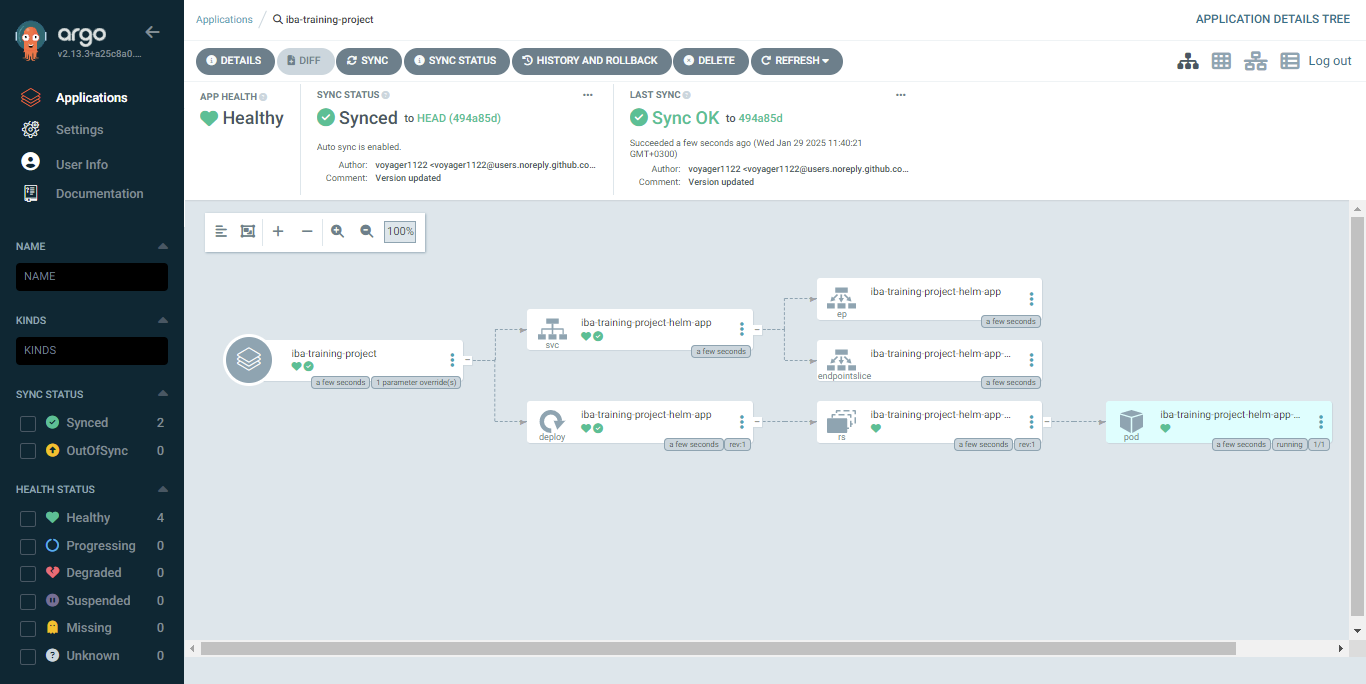 argo
v2.13.3+a25c8a0....
Applications
Settings
User Info
Documentation
NAME
NAME
KINDS
KINDS
SYNC STATUS
Synced 2
OutOfSync 0
HEALTH STATUS
Healthy 4
Progressing 0
Degraded 0
Suspended 0
Missing 0
Unknown 0
Applications / iba-training-project
APPLICATION DETAILS TREE
DETAILS DIFF SYNC SYNC STATUS HISTORY AND ROLLBACK DELETE REFRESH
Log out
APP HEALTH
Healthy
SYNC STATUS
Synced to HEAD (494a85d)
Auto sync is enabled.
Author: voyager1122 <voyager1122@users.noreply.github.co...
Comment: Version updated
LAST SYNC
Sync OK to 494a85d
Succeeded a few seconds ago (Wed Jan 29 2025 11:40:21
GMT+0300)
Author: voyager1122 <voyager1122@users.noreply.github.co...
Comment: Version updated
100%
iba-training-project
a few seconds 1 parameter override(s)
svc
iba-training-project-helm-app
a few seconds
deploy
iba-training-project-helm-app
a few seconds rev:1
ep
iba-training-project-helm-app
a few seconds
endpointslice
iba-training-project-helm-app-...
a few seconds
rs
iba-training-project-helm-app-...
a few seconds rev:1
pod
iba-training-project-helm-app-...
a few seconds running 1/1